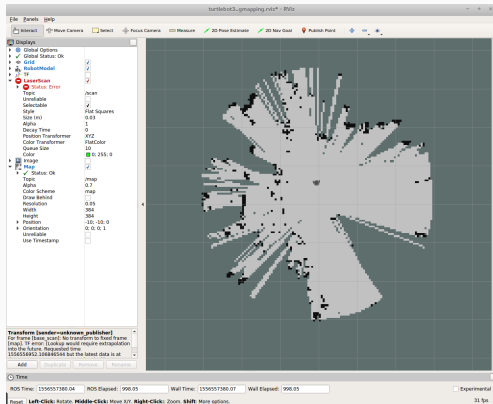 turtlebot3_gmapping.rviz* - RViz
File Panels Help
Interact Move Camera Select Focus Camera Measure 2D Pose Estimate 2D Nav Goal Publish Point
Displays
Global Options
Global Status: Ok
Grid
RobotModel
TF
LaserScan
Status: Error
Topic /scan
Unreliable
Selectable
Style Flat Squares
Size (m) 0.03
Alpha 1
Decay Time 0
Position Transformer XYZ
Color Transformer FlatColor
Queue Size 10
Color 0; 255; 0
Image
Map
Status: Ok
Topic /map
Alpha 0.7
Color Scheme map
Draw Behind
Resolution 0.05
Width 384
Height 384
Position -10; -10; 0
Orientation 0; 0; 0; 1
Unreliable
Use Timestamp
Transform [sender=unknown_publisher]
For frame [base_scan]: No transform to fixed frame
[map]. TF error: [Lookup would require extrapolation
into the future. Requested time
1556556952.106846544 but the latest data is at
Add Duplicate Remove Rename
Time
ROS Time: 1556557380.04 ROS Elapsed: 998.05 Wall Time: 1556557380.07 Wall Elapsed: 998.05 Experimental
Reset Left-Click: Rotate. Middle-Click: Move X/Y. Right-Click: Zoom. Shift: More options. 31 fps